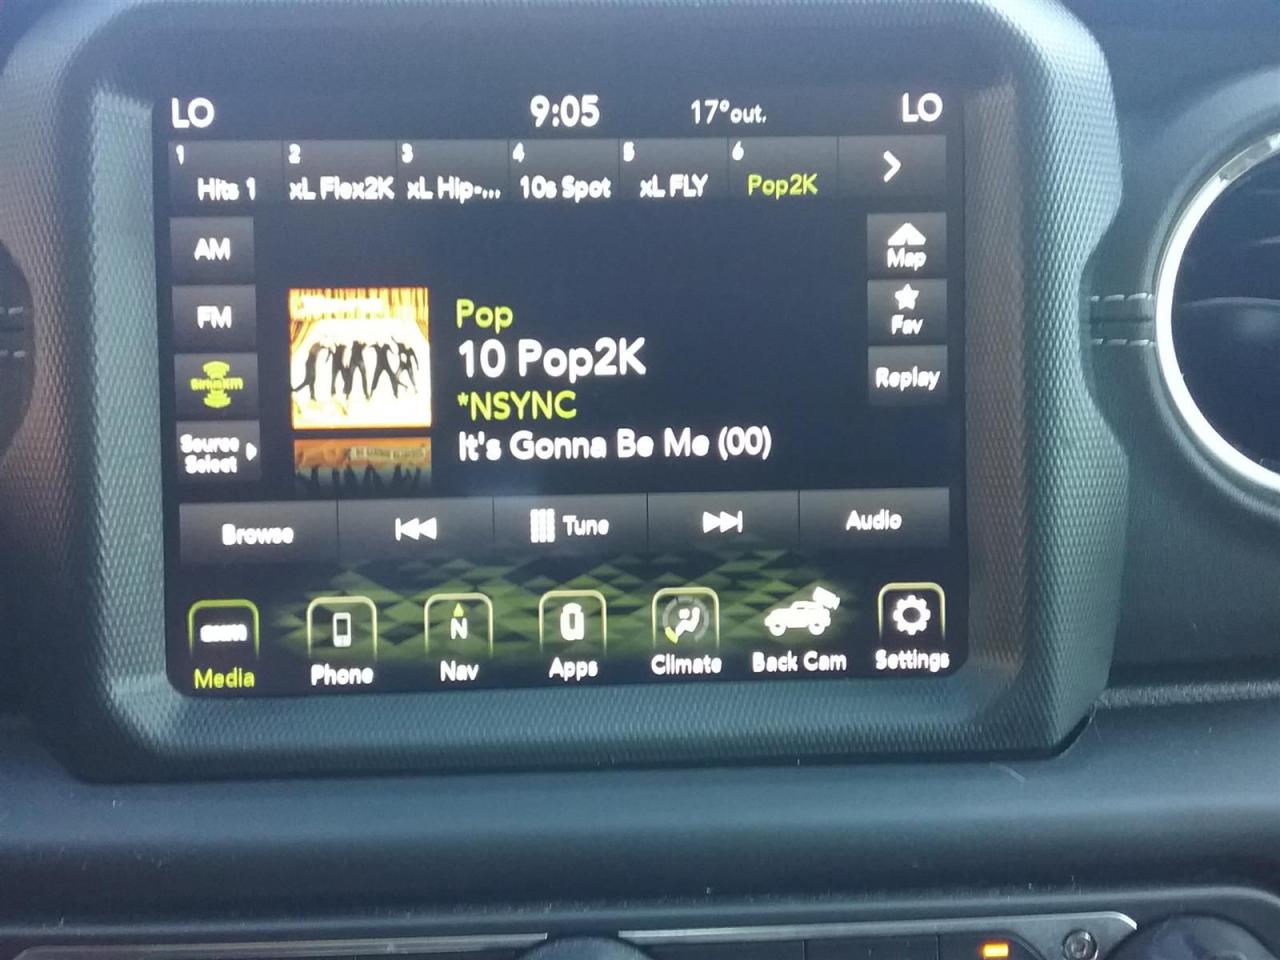 LO 9:05 17°out. LO
1 2 3 4 5 6
Hits 1 xL Flex2K xL Hip-... 10s Spot xL FLY Pop2K
AM
Map
FM
Fav
SiriusXM
Replay
Source
Select
Pop
10 Pop2K
*NSYNC
It's Gonna Be Me (00)
Browse Tune Audio
N
Media Phone Nav Apps Climate Back Cam Settings